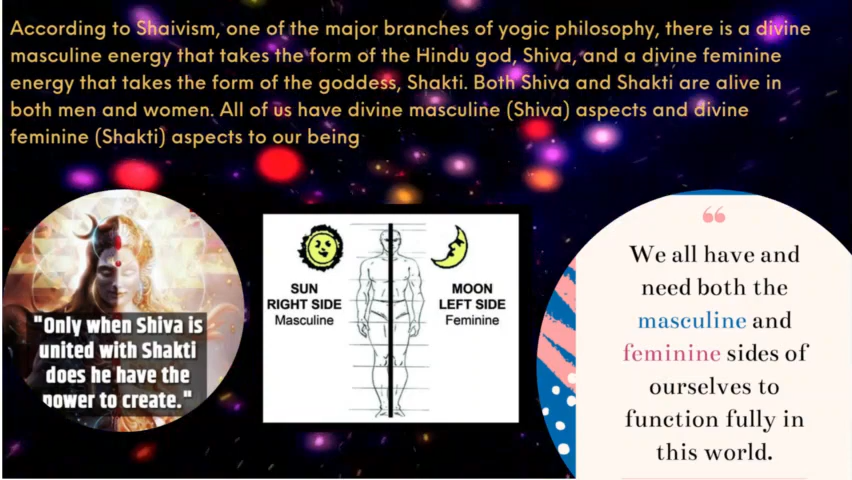 According to Shaivism, one of the major branches of yogic philosophy, there is a divine
masculine energy that takes the form of the Hindu god, Shiva, and a divine feminine
energy that takes the form of the goddess, Shakti. Both Shiva and Shakti are alive in
both men and women. All of us have divine masculine (Shiva) aspects and divine
feminine (Shakti) aspects to our being
"Only when Shiva is
united with Shakti
does he have the
power to create."
SUN
RIGHT SIDE
Masculine
MOON
LEFT SIDE
Feminine
“
We all have and
need both the
masculine and
feminine sides of
ourselves to
function fully in
this world.